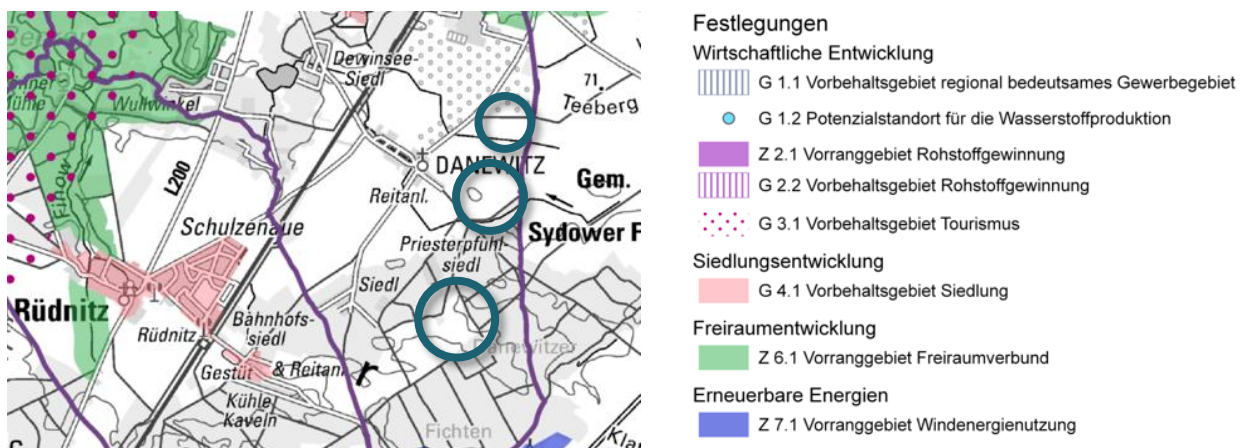 Dewinsee-
Siedl
71.
Teeberg
Mühle
Wullwinkel
Finow
L200
DANEWITZ
Reitanl.
Gem.
Schulzenaue
Sydower F
Priesterpfuhl-
siedl
Siedl
Rüdnitz
Rüdnitz
Bahnhofs-
siedl
Danewitzer
Gestüt & Reitanl.
r
Kühle
Kaveln
Fichten
Kla
Festlegungen
Wirtschaftliche Entwicklung
G 1.1 Vorbehaltsgebiet regional bedeutsames Gewerbegebiet
G 1.2 Potenzialstandort für die Wasserstoffproduktion
Z 2.1 Vorranggebiet Rohstoffgewinnung
G 2.2 Vorbehaltsgebiet Rohstoffgewinnung
G 3.1 Vorbehaltsgebiet Tourismus
Siedlungsentwicklung
G 4.1 Vorbehaltsgebiet Siedlung
Freiraumentwicklung
Z 6.1 Vorranggebiet Freiraumverbund
Erneuerbare Energien
Z 7.1 Vorranggebiet Windenergienutzung